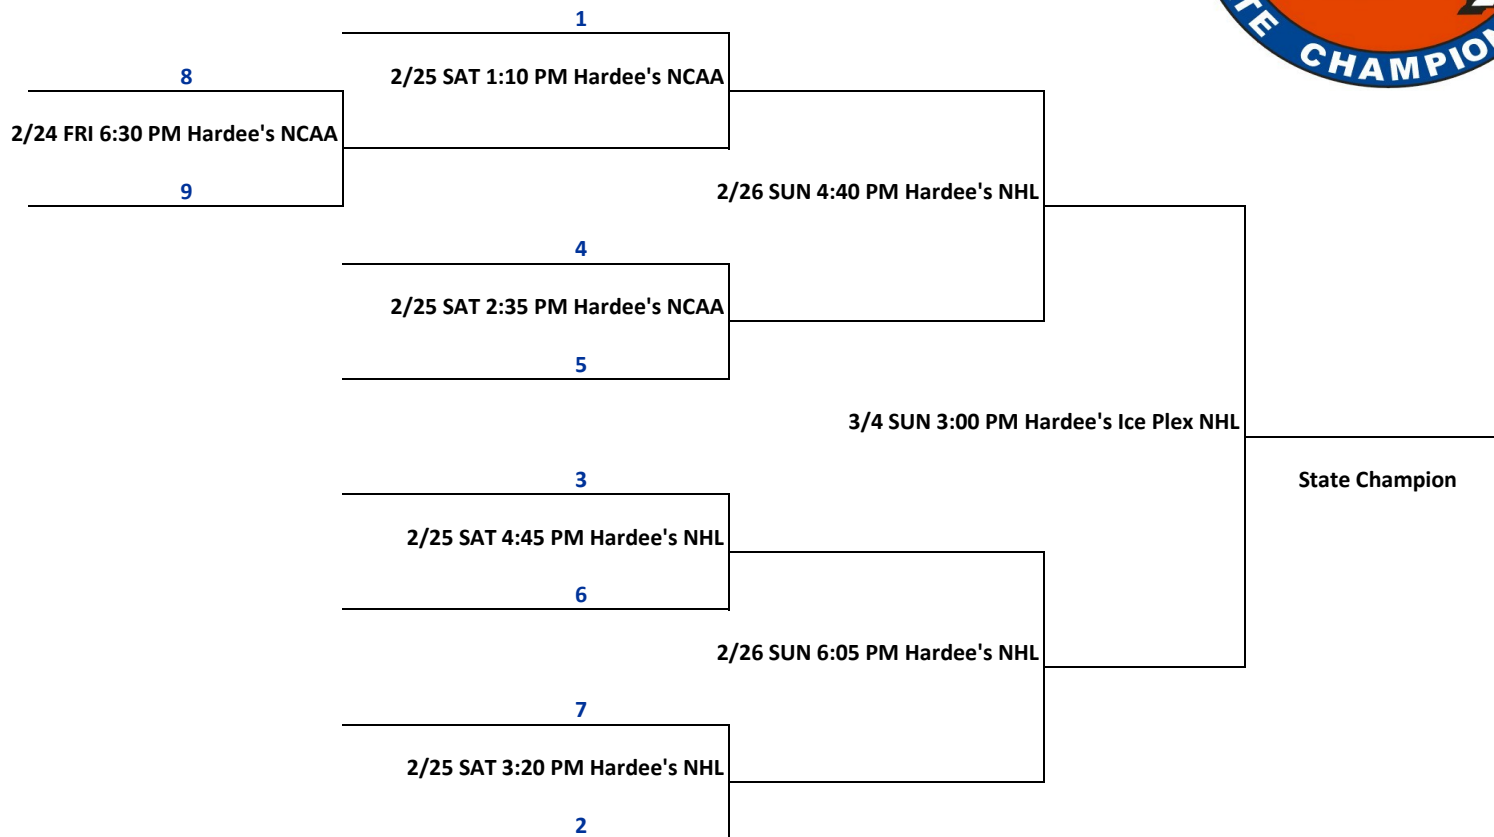 1
8
2/25 SAT 1:10 PM Hardee's NCAA
2/24 FRI 6:30 PM Hardee's NCAA
9
2/26 SUN 4:40 PM Hardee's NHL
4
2/25 SAT 2:35 PM Hardee's NCAA
5
3/4 SUN 3:00 PM Hardee's Ice Plex NHL
3
State Champion
2/25 SAT 4:45 PM Hardee's NHL
6
2/26 SUN 6:05 PM Hardee's NHL
7
2/25 SAT 3:20 PM Hardee's NHL
2